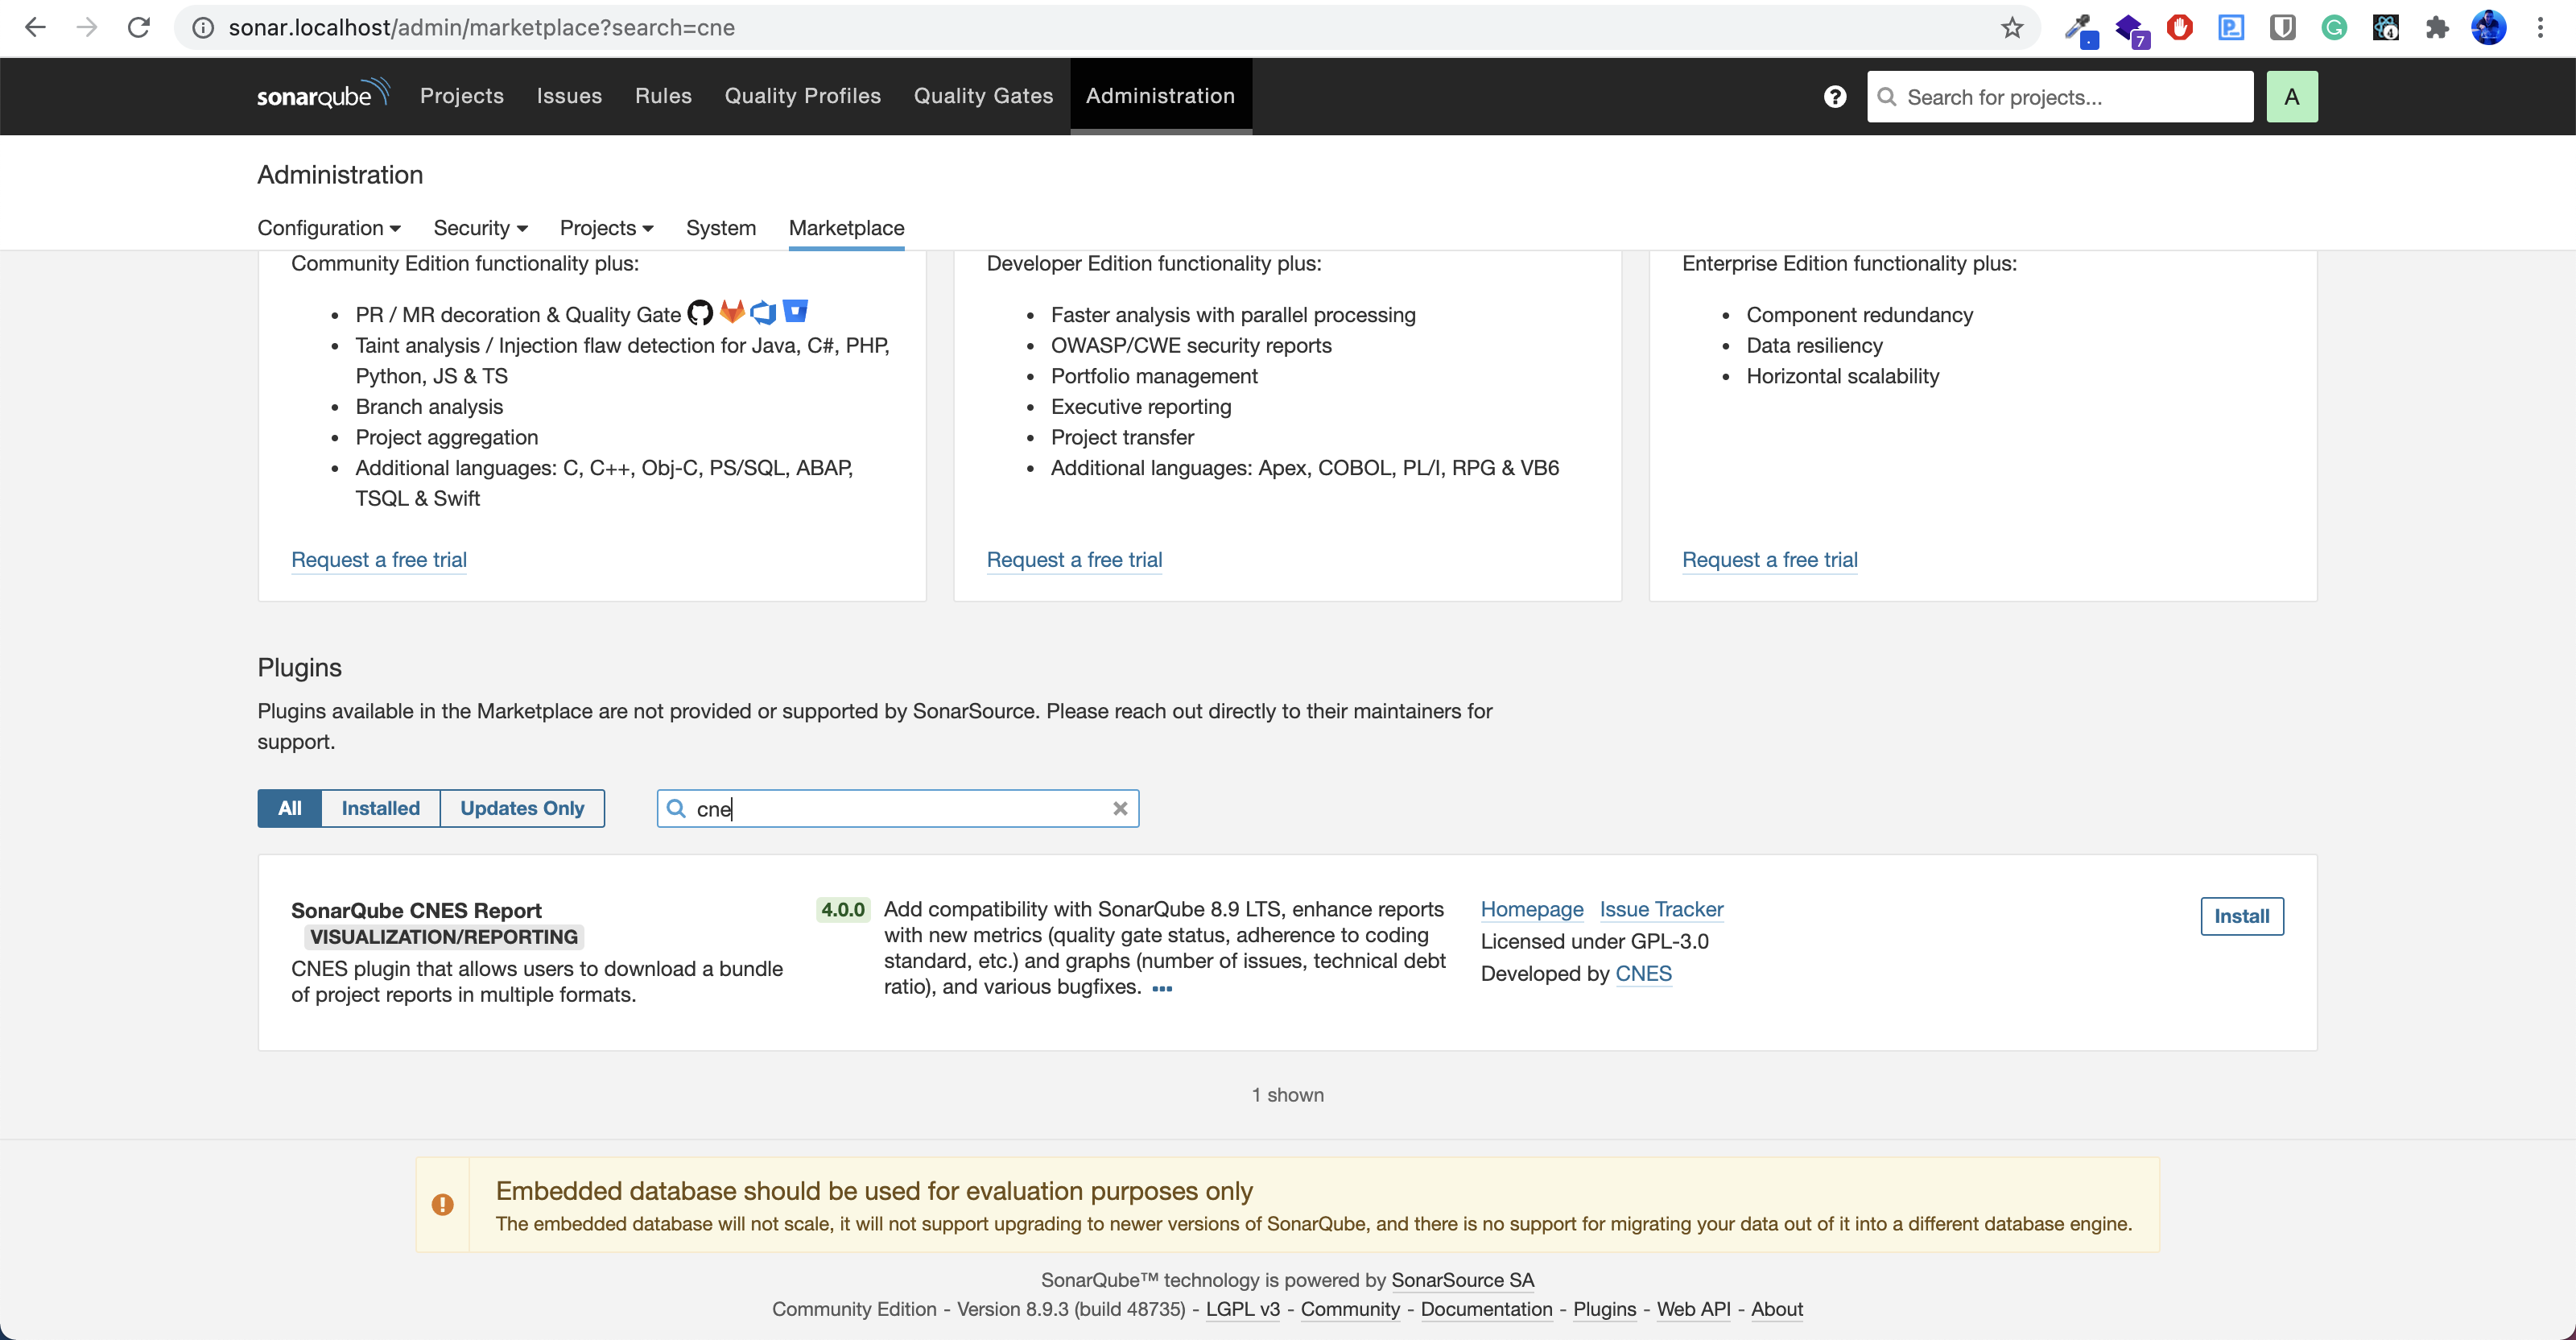 sonar.localhost/admin/marketplace?search=cne
7
4
sonarqube Projects Issues Rules Quality Profiles Quality Gates Administration
? Search for projects... A
Administration
Configuration Security Projects System Marketplace
Community Edition functionality plus:
• PR / MR decoration & Quality Gate
• Taint analysis / Injection flaw detection for Java, C#, PHP,
Python, JS & TS
• Branch analysis
• Project aggregation
• Additional languages: C, C++, Obj-C, PS/SQL, ABAP,
TSQL & Swift
Request a free trial
Developer Edition functionality plus:
• Faster analysis with parallel processing
• OWASP/CWE security reports
• Portfolio management
• Executive reporting
• Project transfer
• Additional languages: Apex, COBOL, PL/I, RPG & VB6
Request a free trial
Enterprise Edition functionality plus:
• Component redundancy
• Data resiliency
• Horizontal scalability
Request a free trial
Plugins
Plugins available in the Marketplace are not provided or supported by SonarSource. Please reach out directly to their maintainers for
support.
All Installed Updates Only
cne
SonarQube CNES Report
VISUALIZATION/REPORTING
CNES plugin that allows users to download a bundle
of project reports in multiple formats.
4.0.0
Add compatibility with SonarQube 8.9 LTS, enhance reports
with new metrics (quality gate status, adherence to coding
standard, etc.) and graphs (number of issues, technical debt
ratio), and various bugfixes. •••
Homepage Issue Tracker
Licensed under GPL-3.0
Developed by CNES
Install
1 shown
Embedded database should be used for evaluation purposes only
The embedded database will not scale, it will not support upgrading to newer versions of SonarQube, and there is no support for migrating your data out of it into a different database engine.
SonarQube™ technology is powered by SonarSource SA
Community Edition - Version 8.9.3 (build 48735) - LGPL v3 - Community - Documentation - Plugins - Web API - About